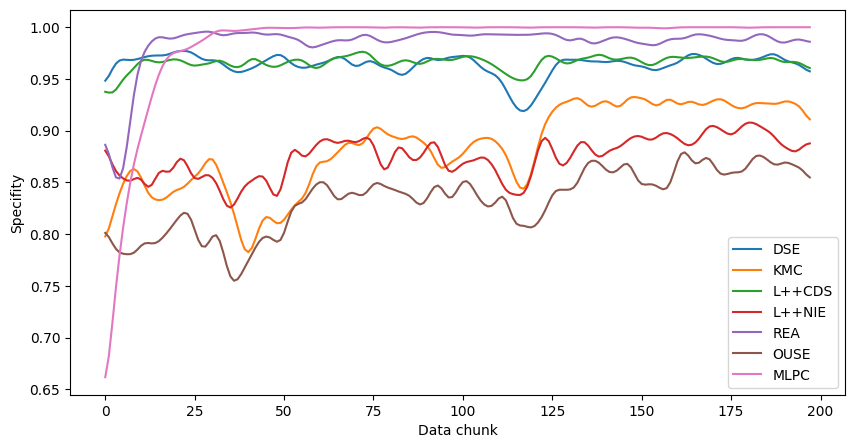 1.00
0.95
0.90
0.85
0.80
0.75
0.70
0.65
Specifity
0
25
50
75
100
125
150
175
200
Data chunk
DSE
KMC
L++CDS
L++NIE
REA
OUSE
MLPC